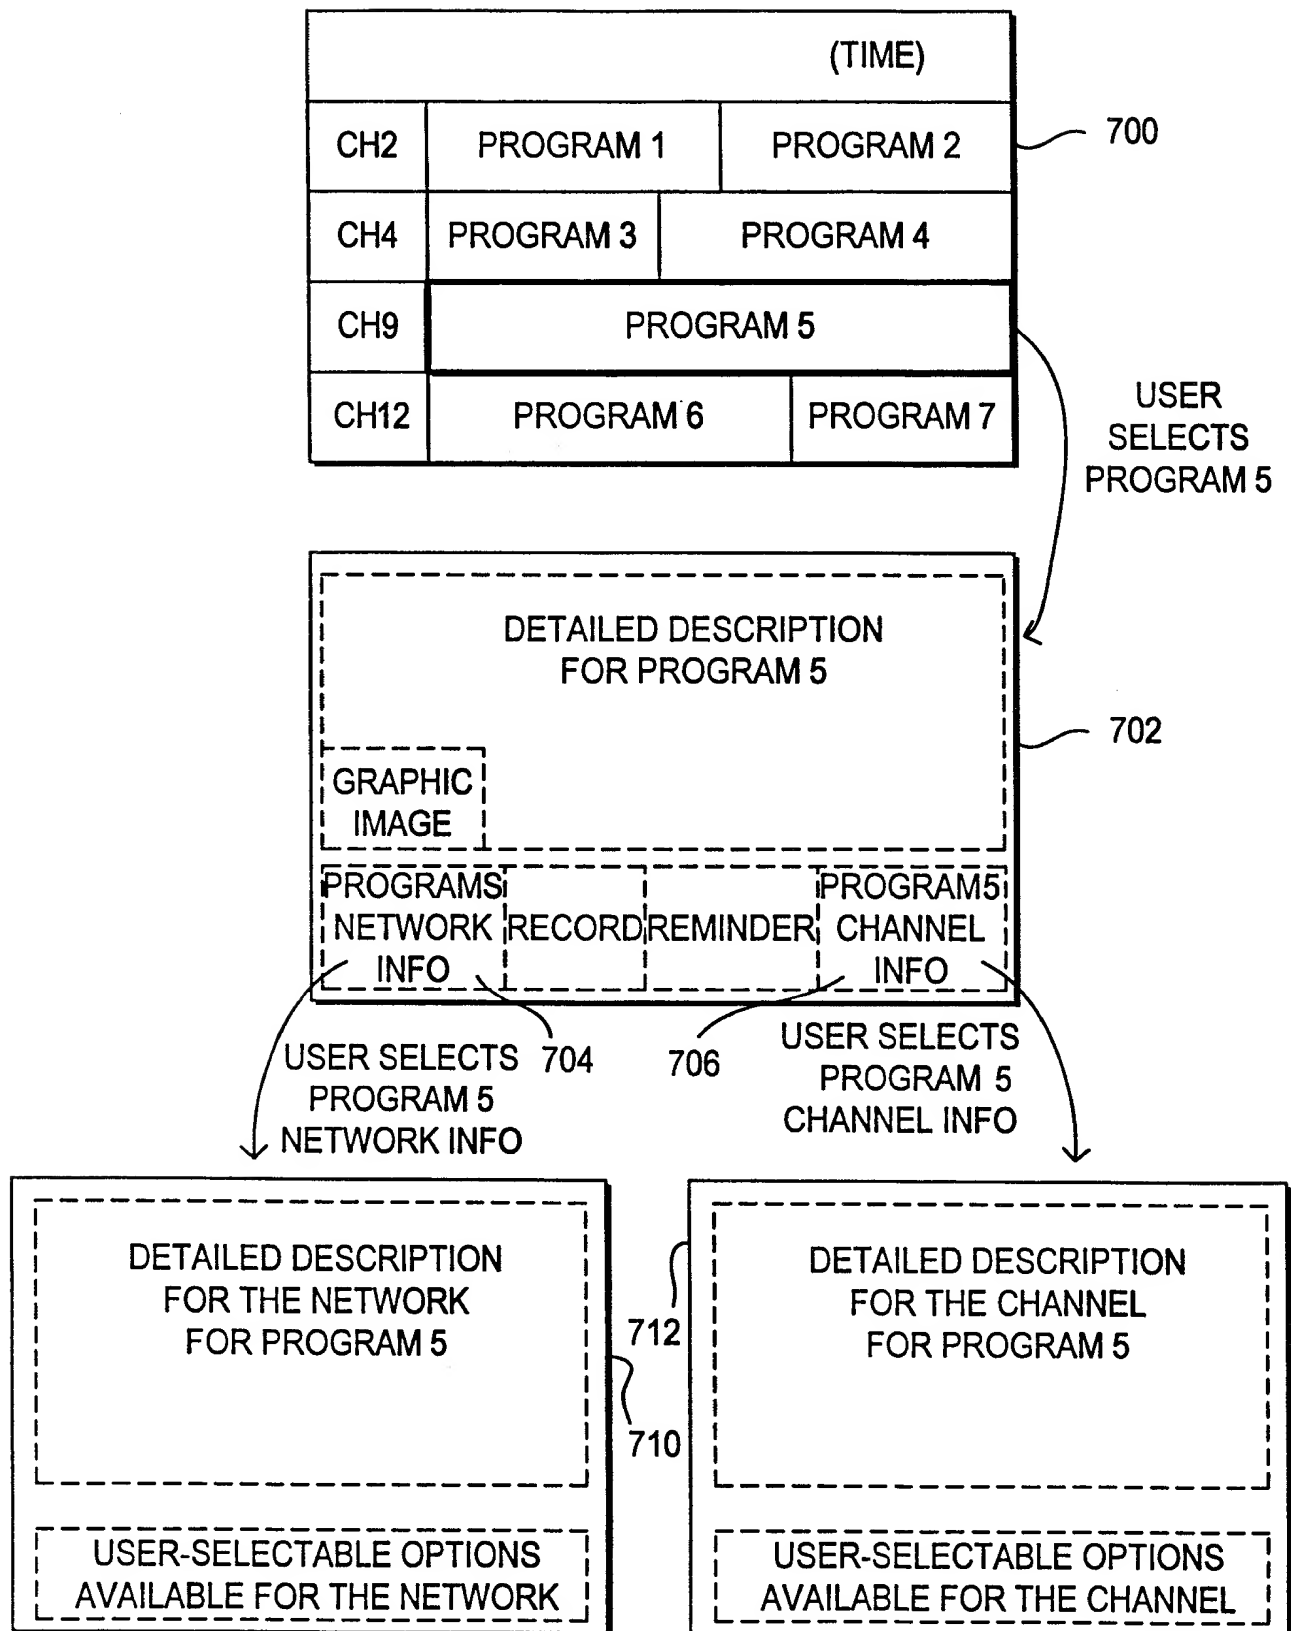 (TIME)
CH2 PROGRAM 1 PROGRAM 2
700
CH4 PROGRAM 3 PROGRAM 4
CH9 PROGRAM 5
CH12 PROGRAM 6 PROGRAM 7
USER
SELECTS
PROGRAM 5
DETAILED DESCRIPTION
FOR PROGRAM 5
702
GRAPHIC
IMAGE
PROGRAMS
NETWORK
INFO
RECORD
REMINDER
PROGRAM5
CHANNEL
INFO
704
706
USER SELECTS
PROGRAM 5
NETWORK INFO
USER SELECTS
PROGRAM 5
CHANNEL INFO
DETAILED DESCRIPTION
FOR THE NETWORK
FOR PROGRAM 5
710
USER-SELECTABLE OPTIONS
AVAILABLE FOR THE NETWORK
712
DETAILED DESCRIPTION
FOR THE CHANNEL
FOR PROGRAM 5
USER-SELECTABLE OPTIONS
AVAILABLE FOR THE CHANNEL